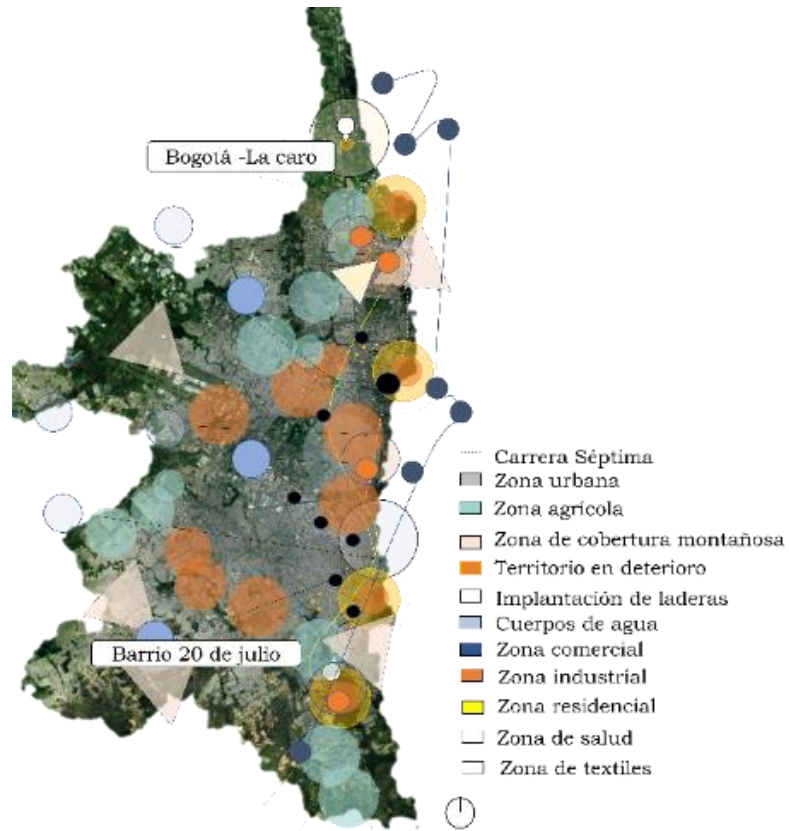 Bogotá -La caro
Carrera Séptima
Zona urbana
Zona agrícola
Zona de cobertura montañosa
Territorio en deterioro
Implantación de laderas
Cuerpos de agua
Zona comercial
Zona industrial
Zona residencial
Zona de salud
Zona de textiles
Barrio 20 de julio